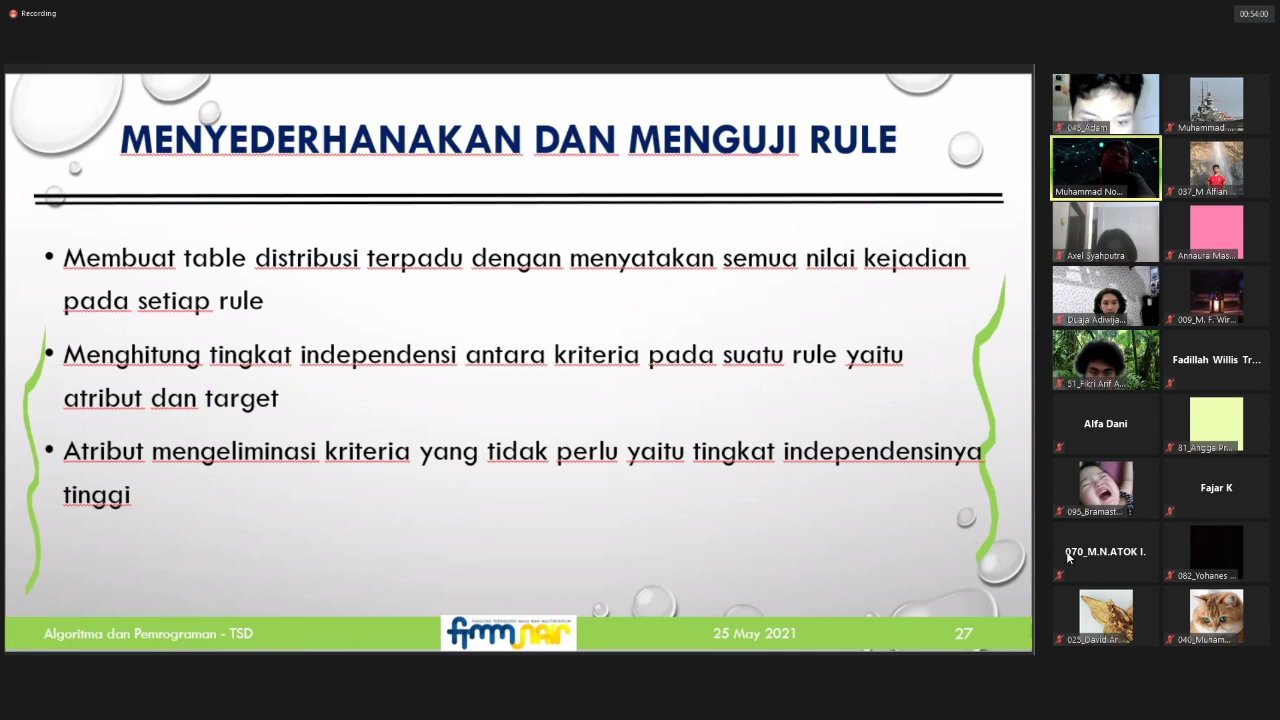 Recording
00:54:00
MENYEDERHANAKAN DAN MENGUJI RULE
• Membuat table distribusi terpadu dengan menyatakan semua nilai kejadian
pada setiap rule
• Menghitung tingkat independensi antara kriteria pada suatu rule yaitu
atribut dan target
• Atribut mengeliminasi kriteria yang tidak perlu yaitu tingkat independensinya
tinggi
Algoritma dan Pemrograman - TSD
25 May 2021
27
045_Adam
Muhammad ...
Muhammad No...
037_M Alfian ...
Axel Syahputra
Annaura Mas...
Duaja Adiwija...
009_M. F. Wir...
51_Fikri Arif A...
Fadillah Willis Tr...
Alfa Dani
81_Angga Pr...
095_Bramast...
Fajar K
070_M.N.ATOK I.
082_Yohanes ...
025_David Ar...
040_Muham...